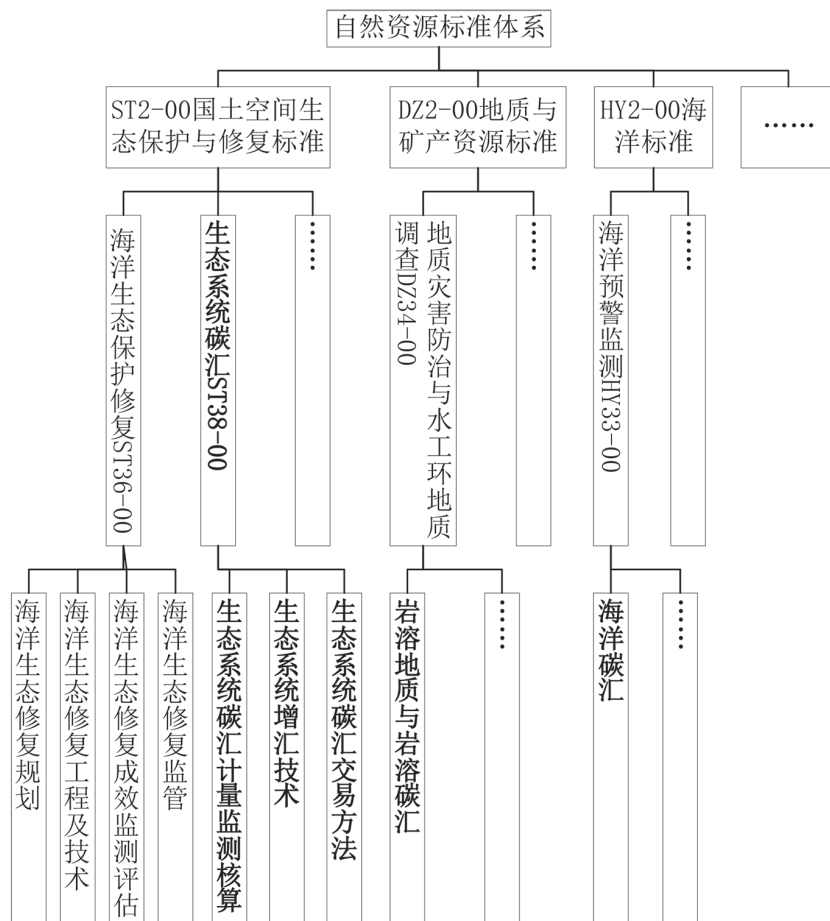 自然资源标准体系
ST2-00国土空间生
态保护与修复标准
DZ2-00地质与
矿产资源标准
HY2-00海
洋标准
……
海洋生态保护修复ST36-00
生态系统碳汇ST38-00
……
地质灾害防治与水工环地质
调查DZ34-00
……
海洋预警监测HY33-00
……
海洋生态修复规划
海洋生态修复工程及技术
海洋生态修复成效监测评估
海洋生态修复监管
生态系统碳汇计量监测核算
生态系统增汇技术
生态系统碳汇交易方法
岩溶地质与岩溶碳汇
……
海洋碳汇
……